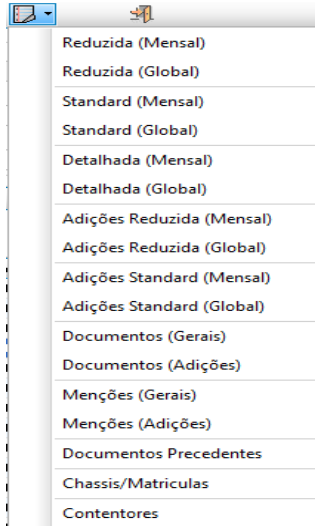 Reduzida (Mensal)
Reduzida (Global)
Standard (Mensal)
Standard (Global)
Detalhada (Mensal)
Detalhada (Global)
Adições Reduzida (Mensal)
Adições Reduzida (Global)
Adições Standard (Mensal)
Adições Standard (Global)
Documentos (Gerais)
Documentos (Adições)
Menções (Gerais)
Menções (Adições)
Documentos Precedentes
Chassis/Matriculas
Contentores